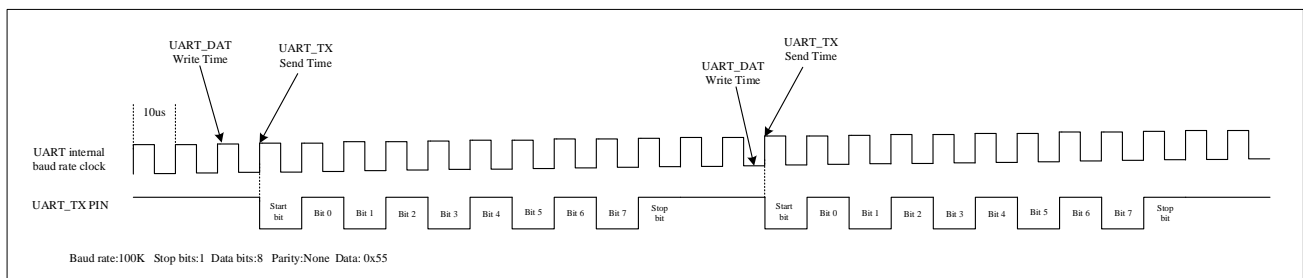 UART_DAT
Write Time
UART_TX
Send Time
UART_DAT
Write Time
UART_TX
Send Time
10us
UART internal
baud rate clock
UART_TX PIN
Start
bit
Bit 0
Bit 1
Bit 2
Bit 3
Bit 4
Bit 5
Bit 6
Bit 7
Stop
bit
Start
bit
Bit 0
Bit 1
Bit 2
Bit 3
Bit 4
Bit 5
Bit 6
Bit 7
Stop
bit
Baud rate:100K Stop bits:1 Data bits:8 Parity:None Data: 0x55